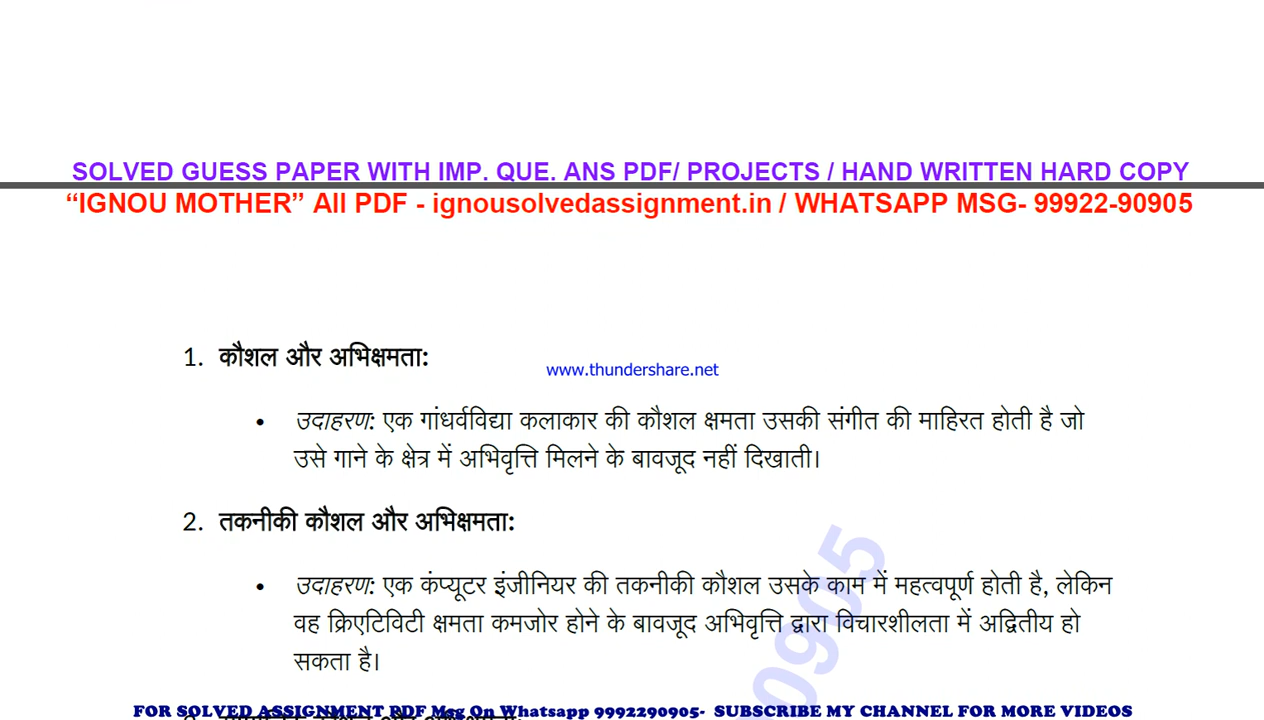 SOLVED GUESS PAPER WITH IMP. QUE. ANS PDF/ PROJECTS / HAND WRITTEN HARD COPY
“IGNOU MOTHER” All PDF - ignousolvedassignment.in / WHATSAPP MSG- 99922-90905
1. कौशल और अभिक्षमता:
www.thundershare.net
• उदाहरण: एक गांधर्वविद्या कलाकार की कौशल क्षमता उसकी संगीत की माहिरत होती है जो
उसे गाने के क्षेत्र में अभिवृत्ति मिलने के बावजूद नहीं दिखाती।
2. तकनीकी कौशल और अभिक्षमता:
• उदाहरण: एक कंप्यूटर इंजीनियर की तकनीकी कौशल उसके काम में महत्वपूर्ण होती है, लेकिन
वह क्रिएटिविटी क्षमता कमजोर होने के बावजूद अभिवृत्ति द्वारा विचारशीलता में अद्वितीय हो
सकता है।
0905
FOR SOLVED ASSIGNMENT PDF Msg On Whatsapp 9992290905- SUBSCRIBE MY CHANNEL FOR MORE VIDEOS